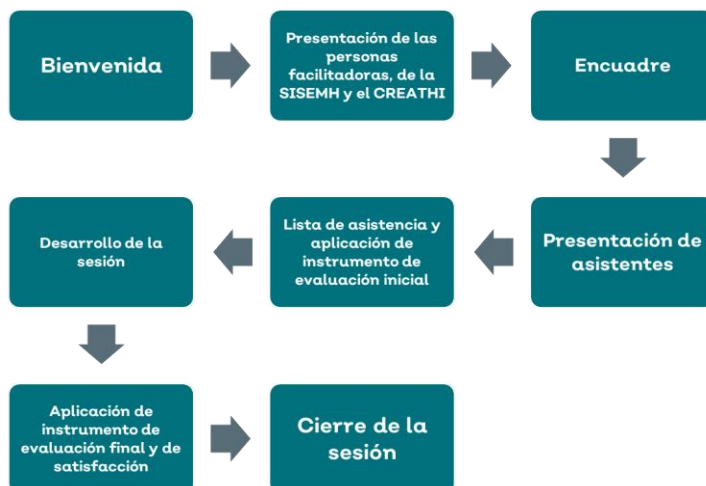 Bienvenida
Presentación de las
personas
facilitadoras, de la
SISEMH y el CREATHI
Encuadre
Presentación de
asistentes
Lista de asistencia y
aplicación de
instrumento de
evaluación inicial
Desarrollo de la
sesión
Aplicación de
instrumento de
evaluación final y de
satisfacción
Cierre de la
sesión